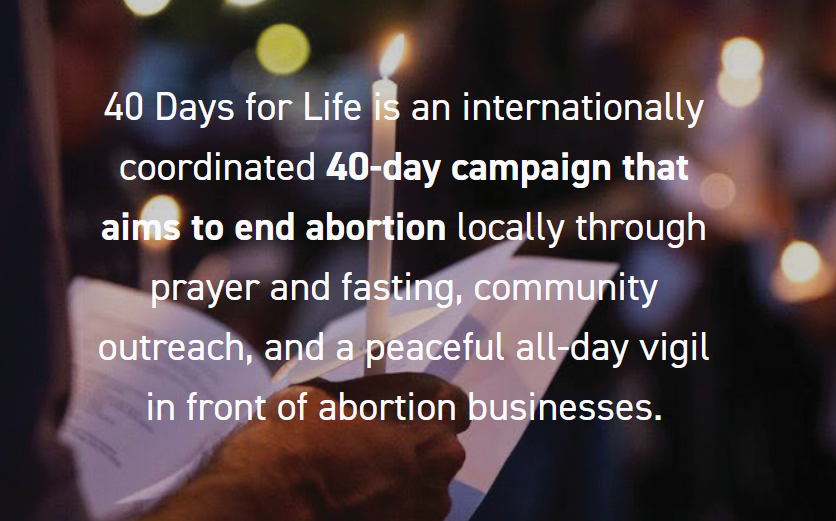 40 Days for Life is an internationally
coordinated 40-day campaign that
aims to end abortion locally through
prayer and fasting, community
outreach, and a peaceful all-day vigil
in front of abortion businesses.